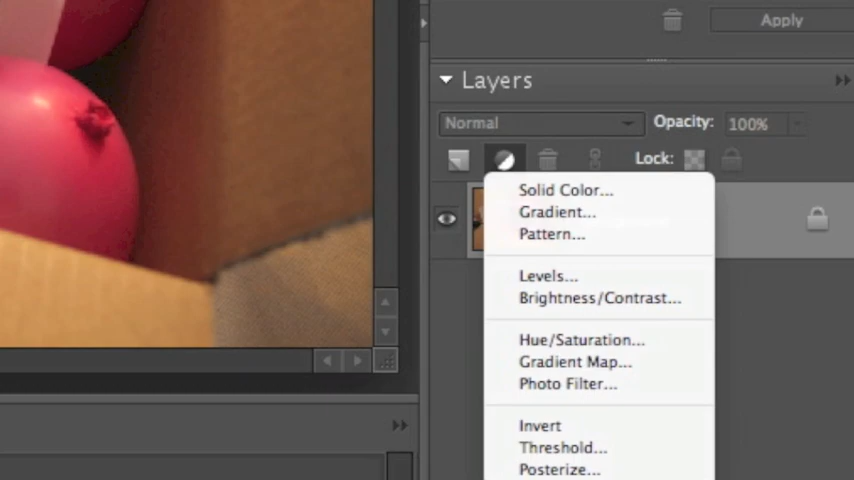 Apply
Layers
Normal Opacity: 100%
Lock:
Solid Color...
Gradient...
Pattern...
Levels...
Brightness/Contrast...
Hue/Saturation...
Gradient Map...
Photo Filter...
Invert
Threshold...
Posterize...